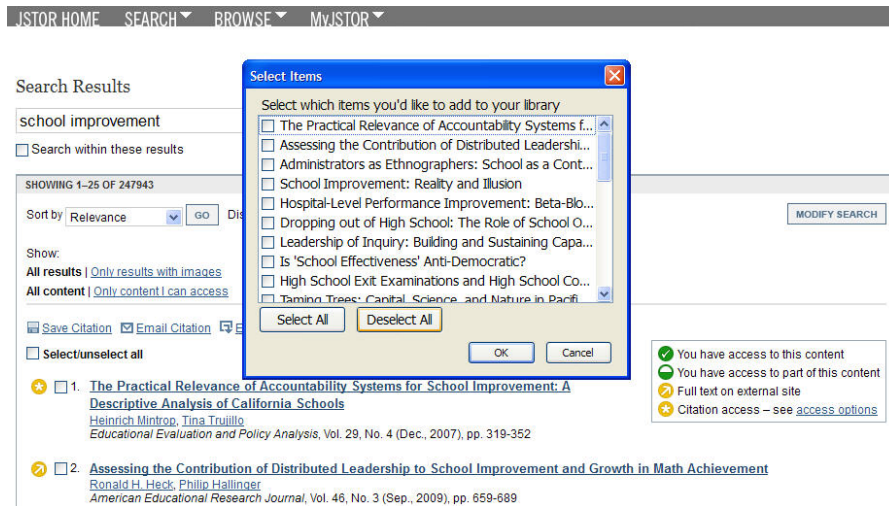 JSTOR HOME SEARCH BROWSE MyJSTOR
Search Results
school improvement
Search within these results
SHOWING 1–25 OF 247943
Sort by Relevance GO Dis
MODIFY SEARCH
Show:
All results | Only results with images
All content | Only content I can access
Save Citation Email Citation E
Select/unselect all
Select Items
Select which items you'd like to add to your library
The Practical Relevance of Accountability Systems f...
Assessing the Contribution of Distributed Leadershi...
Administrators as Ethnographers: School as a Cont...
School Improvement: Reality and Illusion
Hospital-Level Performance Improvement: Beta-Blo...
Dropping out of High School: The Role of School O...
Leadership of Inquiry: Building and Sustaining Capa...
Is 'School Effectiveness' Anti-Democratic?
High School Exit Examinations and High School Co...
Taming Trees: Capital, Science, and Nature in Pacifi...
Select All Deselect All
OK Cancel
You have access to this content
You have access to part of this content
Full text on external site
Citation access – see access options
1. The Practical Relevance of Accountability Systems for School Improvement: A
Descriptive Analysis of California Schools
Heinrich Mintrop, Tina Trujillo
Educational Evaluation and Policy Analysis, Vol. 29, No. 4 (Dec., 2007), pp. 319-352
2. Assessing the Contribution of Distributed Leadership to School Improvement and Growth in Math Achievement
Ronald H. Heck, Philip Hallinger
American Educational Research Journal, Vol. 46, No. 3 (Sep., 2009), pp. 659-689